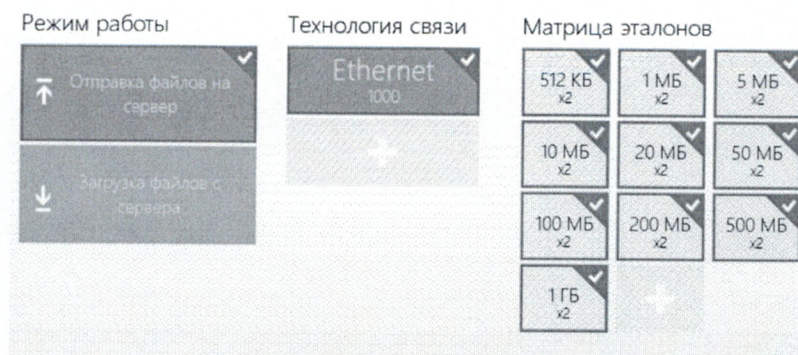 Режим работы
Отправка файлов на
сервер
Загрузка файлов с
сервера
Технология связи
Ethernet
1000
Матрица эталонов
512 КБ
x2
1 МБ
x2
5 МБ
x2
10 МБ
x2
20 МБ
x2
50 МБ
x2
100 МБ
x2
200 МБ
x2
500 МБ
x2
1 ГБ
x2